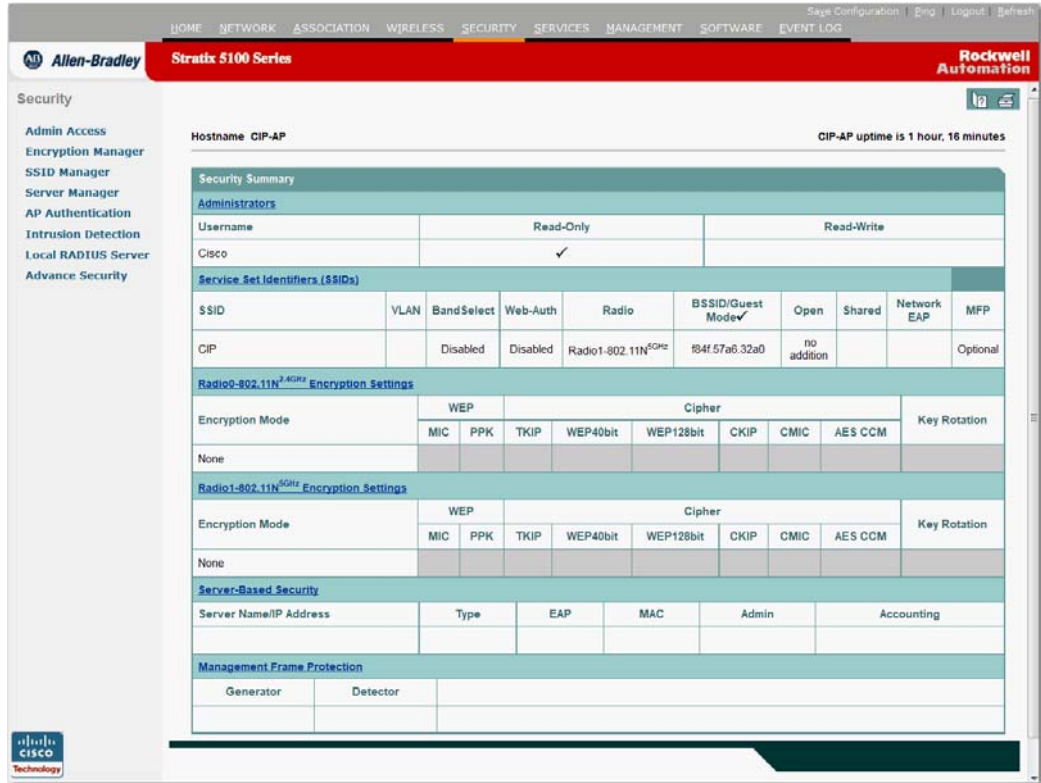 Save Configuration | Ping | Logout | Refresh
HOME NETWORK ASSOCIATION WIRELESS SECURITY SERVICES MANAGEMENT SOFTWARE EVENT LOG
AB Allen-Bradley
Stratix 5100 Series
Rockwell
Automation
Security
Admin Access
Encryption Manager
SSID Manager
Server Manager
AP Authentication
Intrusion Detection
Local RADIUS Server
Advance Security
Hostname CIP-AP
CIP-AP uptime is 1 hour, 16 minutes
Security Summary
Administrators
Username Read-Only Read-Write
Cisco ✓
Service Set Identifiers (SSIDs)
SSID VLAN BandSelect Web-Auth Radio BSSID/Guest Mode✓ Open Shared Network EAP MFP
CIP Disabled Disabled Radio1-802.11N5GHz f84f.57a6.32a0 no addition Optional
Radio0-802.11N2.4GHz Encryption Settings
Encryption Mode WEP Cipher Key Rotation
MIC PPK TKIP WEP40bit WEP128bit CKIP CMIC AES CCM
None
Radio1-802.11N5GHz Encryption Settings
Encryption Mode WEP Cipher Key Rotation
MIC PPK TKIP WEP40bit WEP128bit CKIP CMIC AES CCM
None
Server-Based Security
Server Name/IP Address Type EAP MAC Admin Accounting
Management Frame Protection
Generator Detector
CISCO
Technology